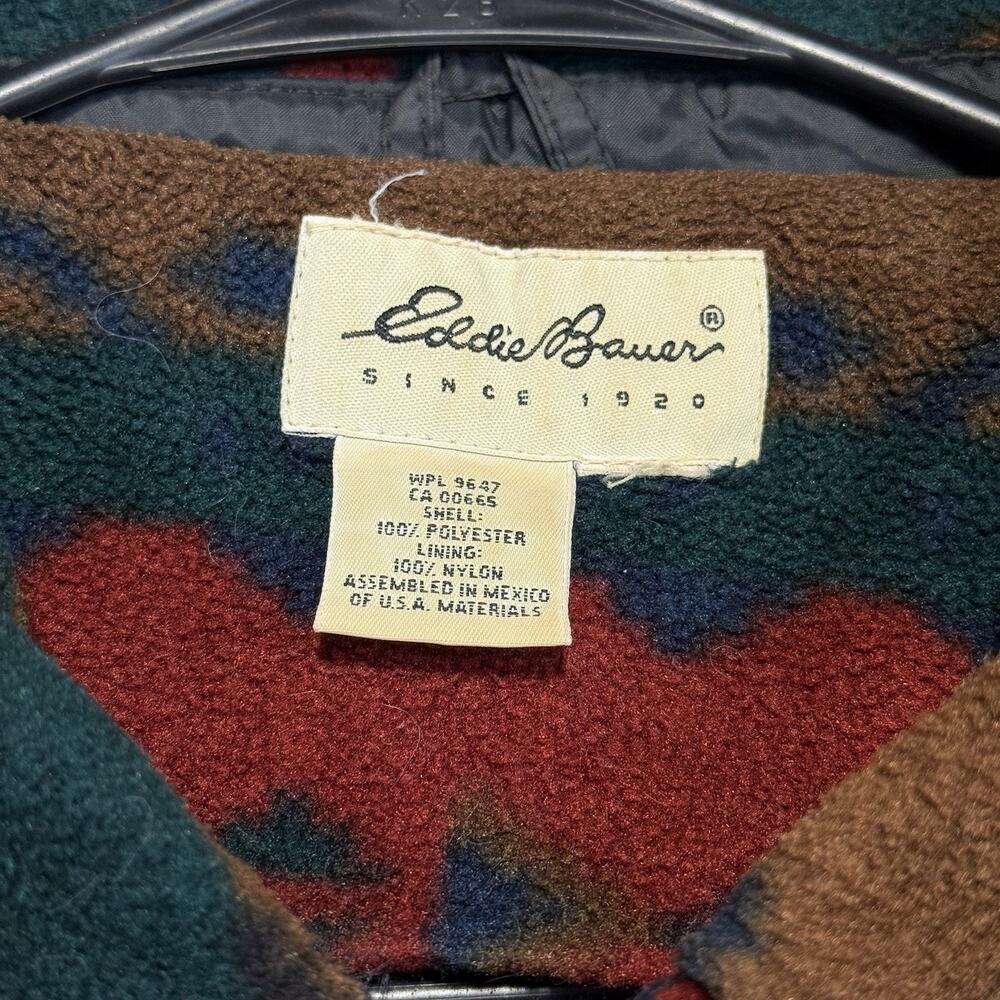 KZB
Eddie Bauer ®
SINCE 1920
WPL 9647
CA 00665
SHELL:
100% POLYESTER
LINING:
100% NYLON
ASSEMBLED IN MEXICO
OF U.S.A. MATERIALS